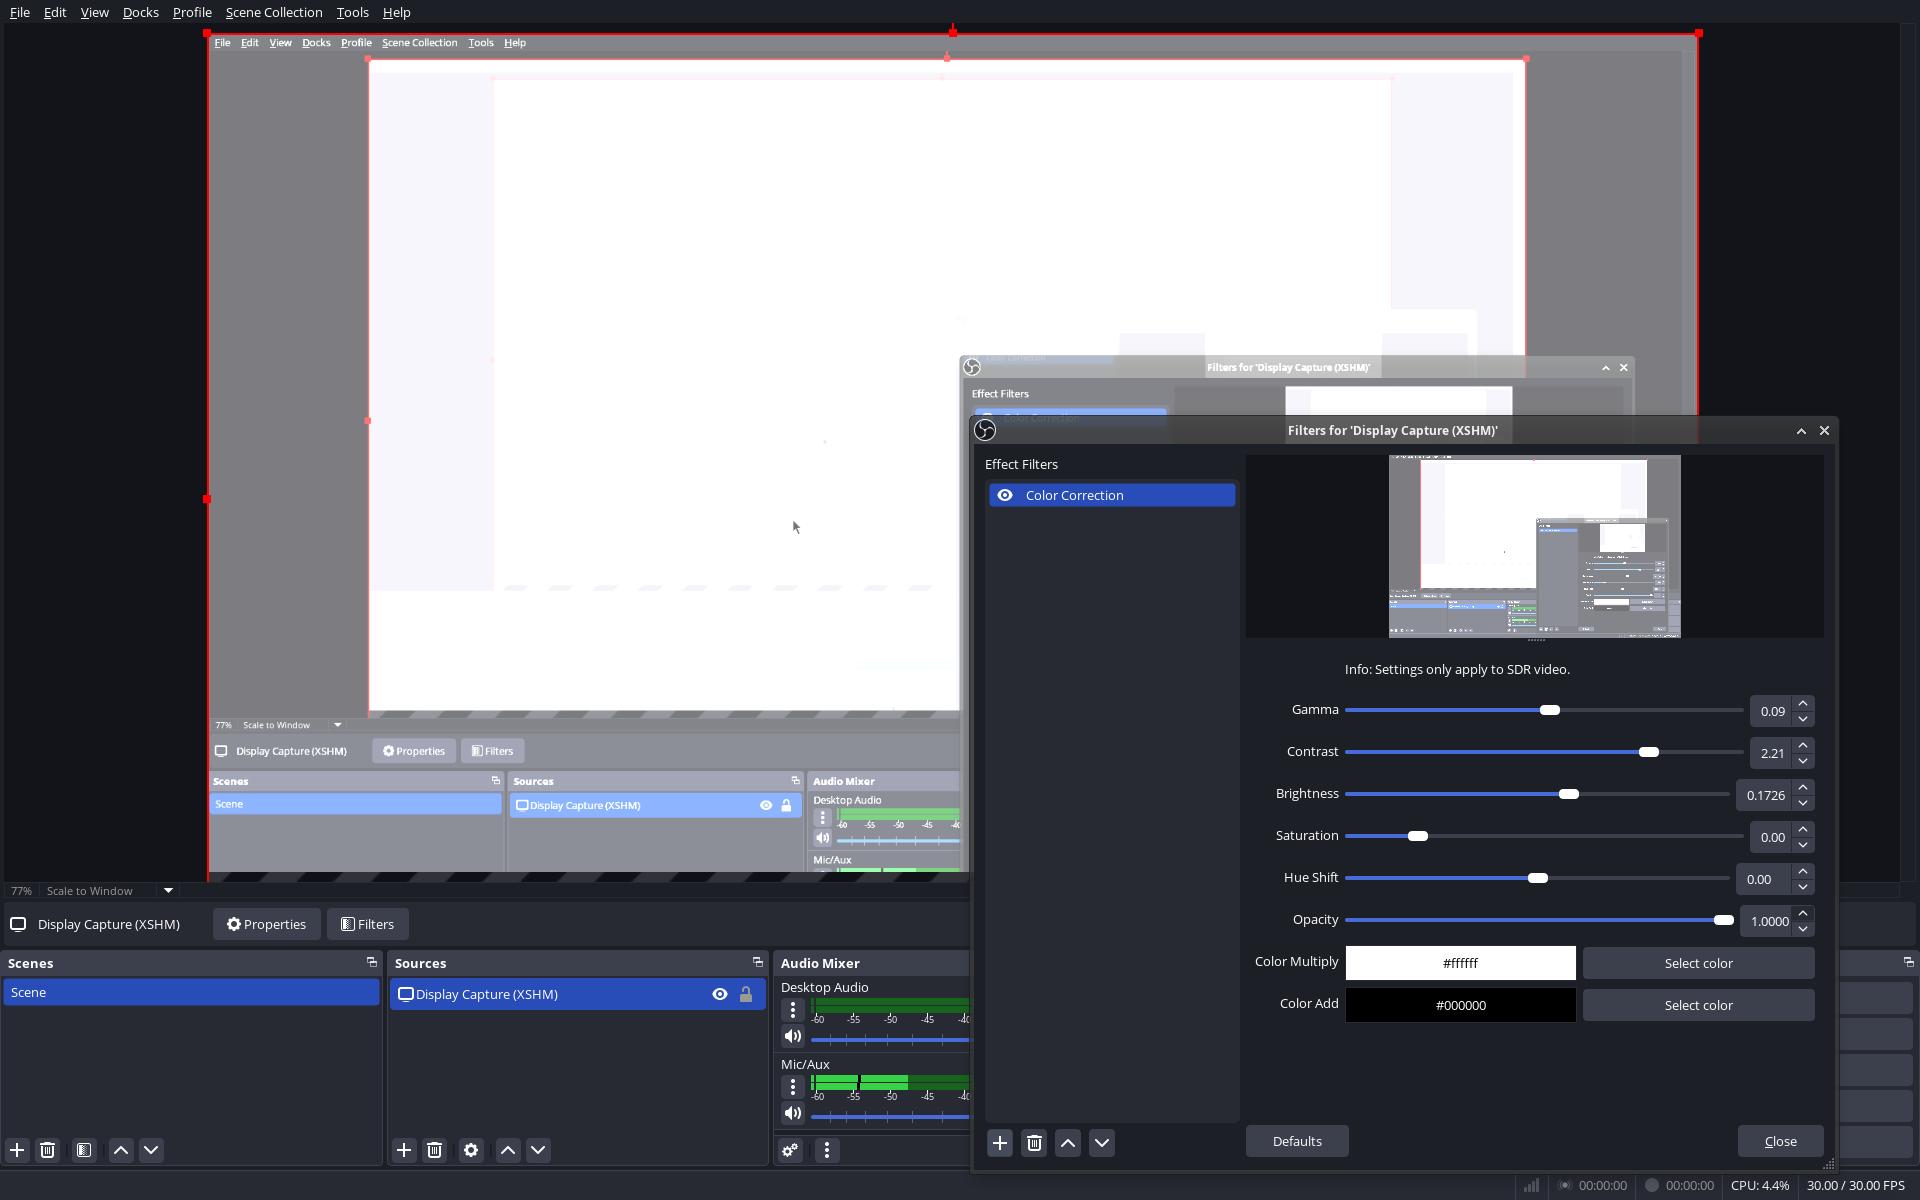 File Edit View Docks Profile Scene Collection Tools Help
File Edit View Docks Profile Scene Collection Tools Help
Filters for 'Display Capture (XSHM)'
Effect Filters
Color Correction
77% Scale to Window
Display Capture (XSHM) Properties Filters
Scenes Sources Audio Mixer
Scene Display Capture (XSHM) Desktop Audio
-60 -55 -50 -45
Mic/Aux
Filters for 'Display Capture (XSHM)'
Effect Filters
Color Correction
Info: Settings only apply to SDR video.
Gamma 0.09
Contrast 2.21
Brightness 0.1726
Saturation 0.00
Hue Shift 0.00
Opacity 1.0000
Color Multiply #ffffff Select color
Color Add #000000 Select color
Defaults Close
77% Scale to Window
Display Capture (XSHM) Properties Filters
Scenes Sources Audio Mixer
Scene Display Capture (XSHM) Desktop Audio
-60 -55 -50 -45
Mic/Aux
-60 -55 -50 -45
00:00:00 00:00:00 CPU: 4.4% 30.00 / 30.00 FPS